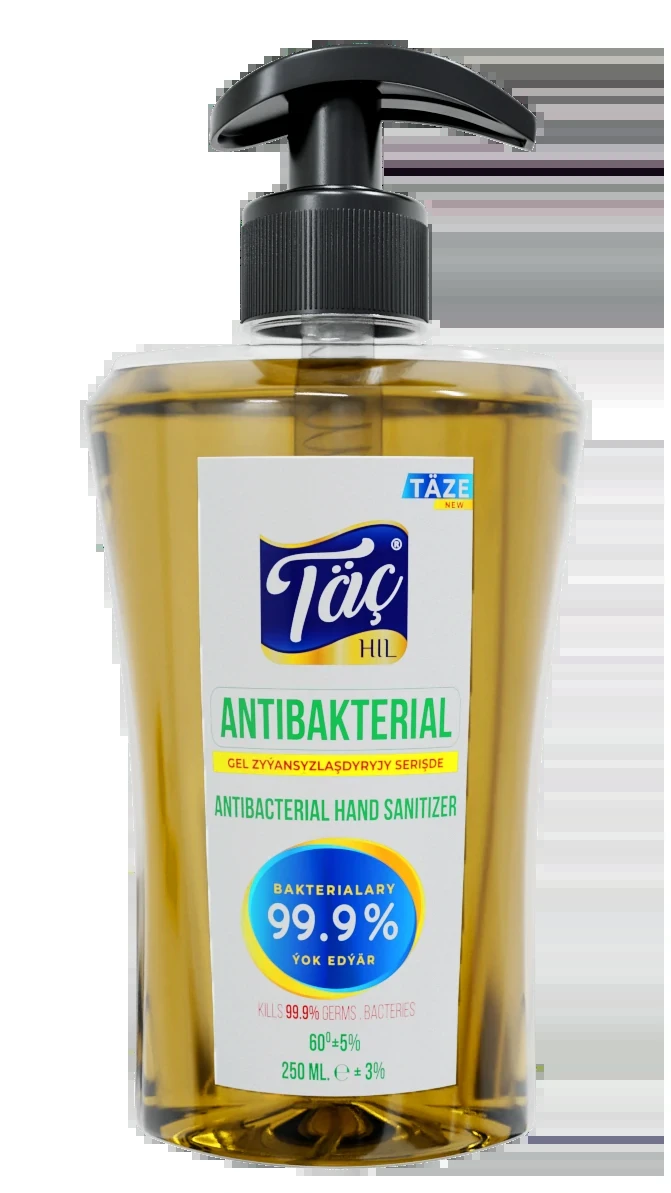 TÄZE
NEW
Täç®
HIL
ANTIBAKTERIAL
GEL ZYÝANSYZLAŞDYRYJY SERIŞDE
ANTIBACTERIAL HAND SANITIZER
BAKTERIALARY
99.9%
ÝOK EDÝÄR
KILLS 99.9% GERMS . BACTERIES
60⁰±5%
250 ML. ℮ ± 3%